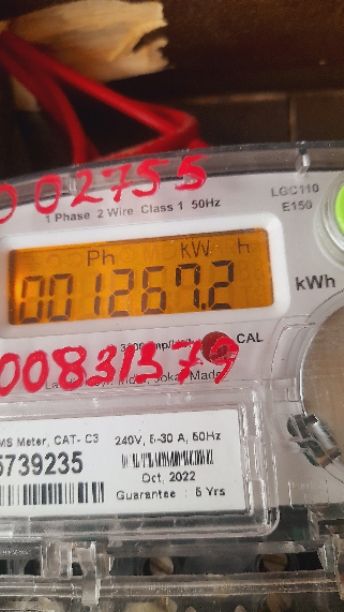 002755
LGC110
E150
1 Phase 2 Wire Class 1 50Hz
Ph kW h
001267.2
kWh
CAL
00831379
MS Meter, CAT- C3
240V, 5-30 A, 50Hz
5739235
Oct, 2022
Guarantee : 5 Yrs